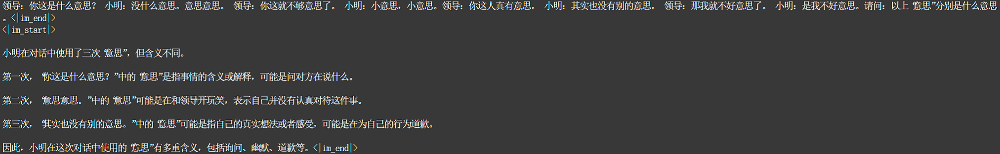 领导：你这是什么意思？ 小明：没什么意思。意思意思。 领导：你这就不够意思了。 小明：小意思，小意思。领导：你这人真有意思。 小明：其实也没有别的意思。 领导：那我就不好意思了。 小明：是我不好意思。请问：以上“意思”分别是什么意思
。<|im_end|>
<|im_start|>
小明在对话中使用了三次“意思”，但含义不同。
第一次，“你这是什么意思？”中的“意思”是指事情的含义或解释，可能是问对方在说什么。
第二次，“意思意思。”中的“意思”可能是在和领导开玩笑，表示自己并没有认真对待这件事。
第三次，“其实也没有别的意思。”中的“意思”可能是指自己的真实想法或者感受，可能是在为自己的行为道歉。
因此，小明在这次对话中使用的“意思”有多重含义，包括询问、幽默、道歉等。<|im_end|>